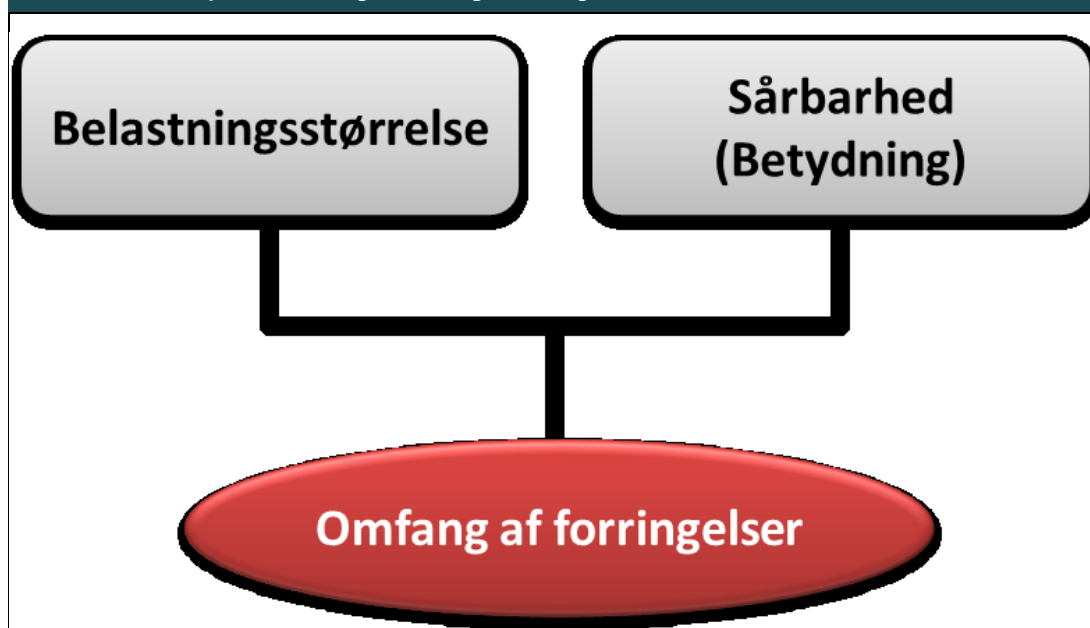 Belastningsstørrelse
Sårbarhed
(Betydning)
Omfang af forringelser